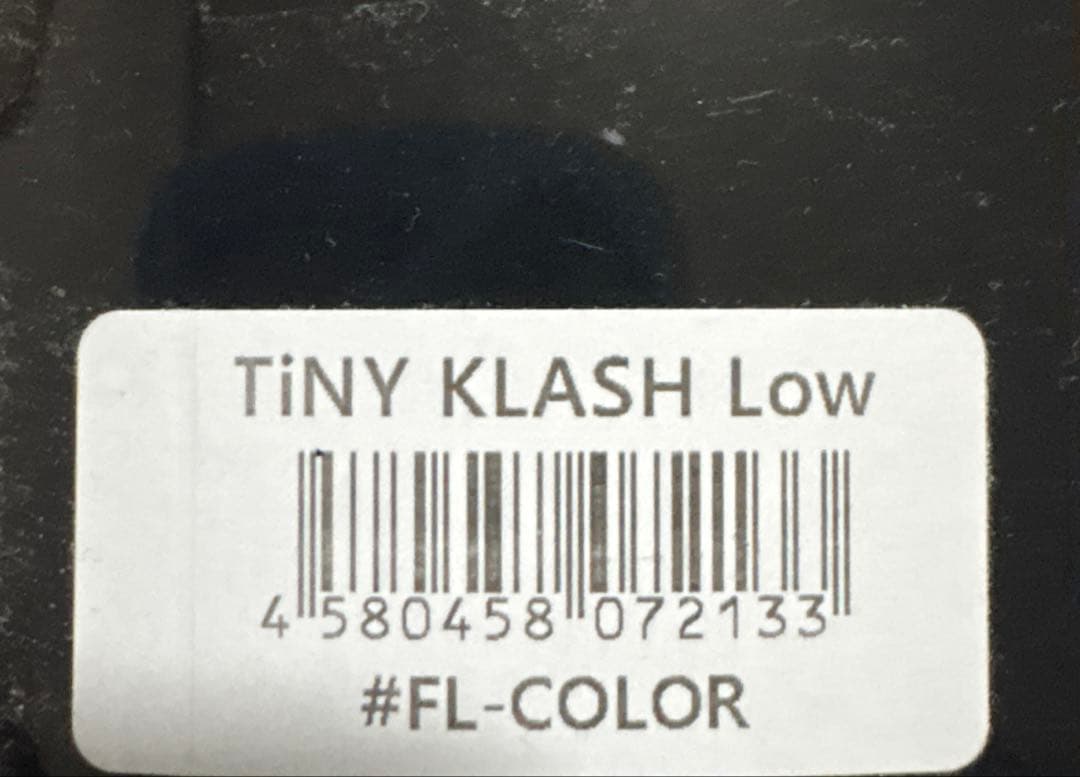 TiNY KLASH Low
4 580458 072133
#FL-COLOR